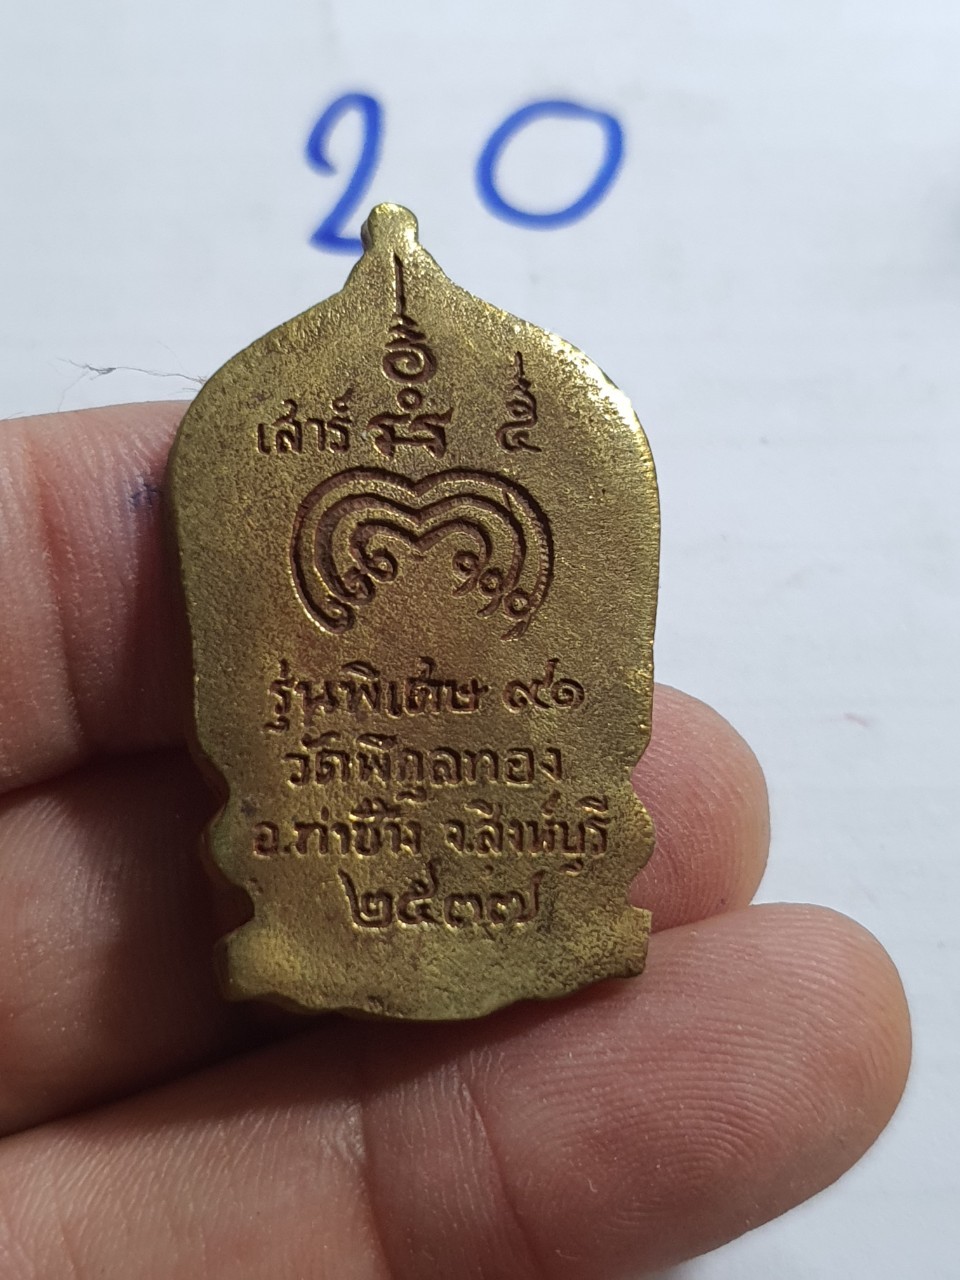 20
เสาร์ ๕
รุ่นพิเศษ ๙๑
วัดพิกุลทอง
อ.ท่าช้าง จ.สิงห์บุรี
๒๕๓๗